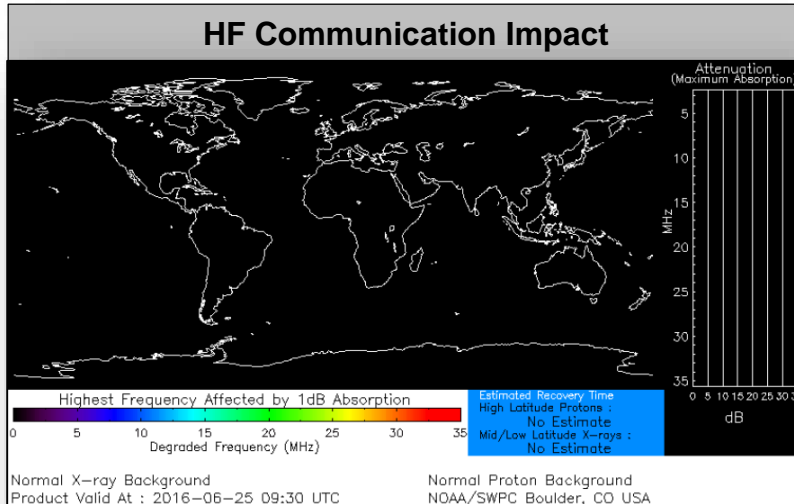 HF Communication Impact
Attenuation
(Maximum Absorption)
5
10
15
20
25
30
35
MHz
0 5 10 15 20 25 30 3
dB
Highest Frequency Affected by 1dB Absorption
0 5 10 15 20 25 30 35
Degraded Frequency (MHz)
Estimated Recovery Time
High Latitude Protons :
No Estimate
Mid/Low Latitude X-rays :
No Estimate
Normal X-ray Background
Product Valid At : 2016-06-25 09:30 UTC
Normal Proton Background
NOAA/SWPC Boulder, CO USA